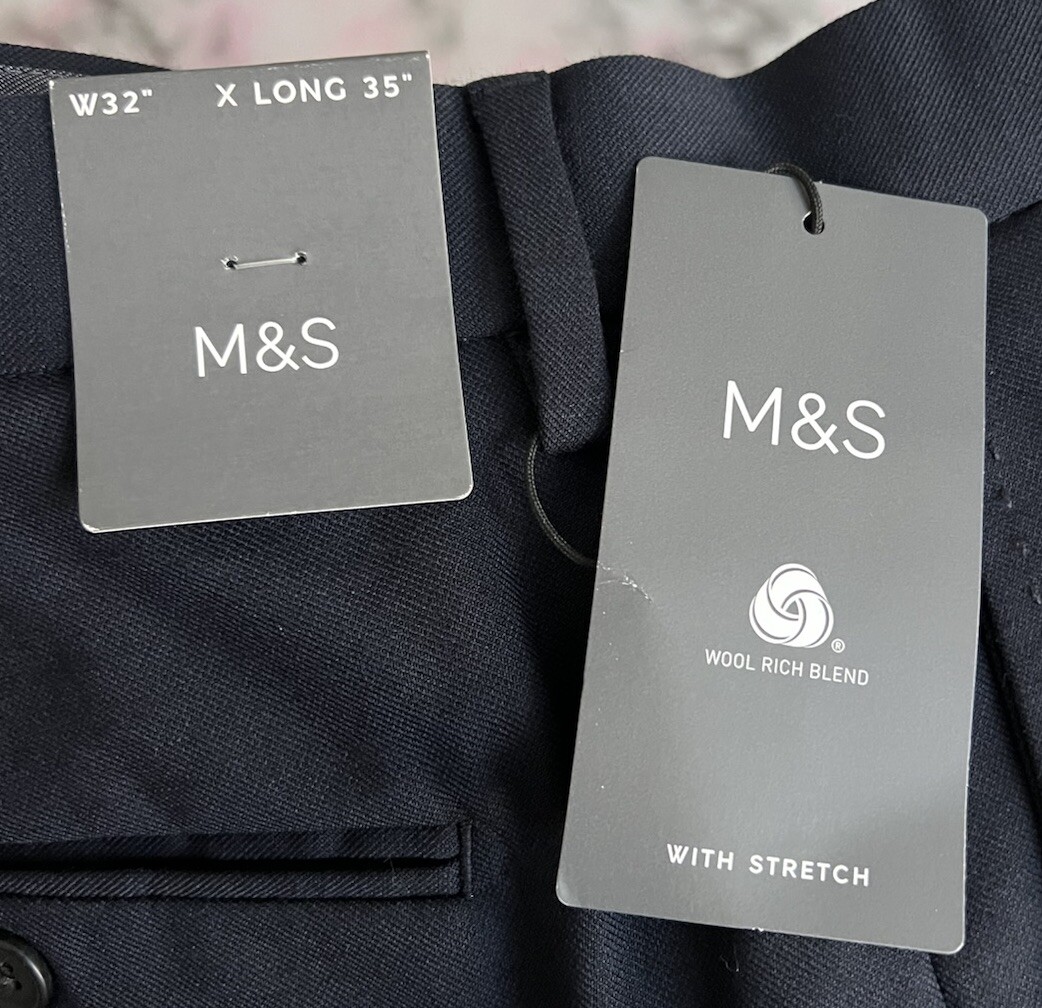 W32" X LONG 35"
M&S
M&S
®
WOOL RICH BLEND
WITH STRETCH